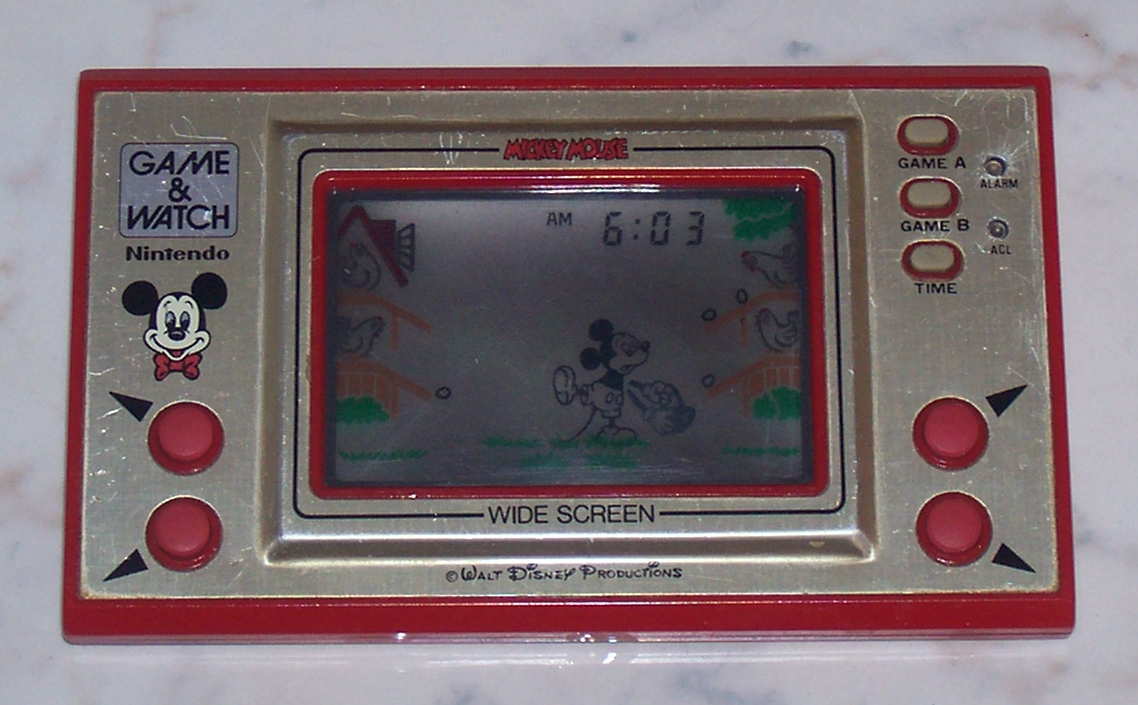 MICKEY MOUSE
GAME
&
WATCH
Nintendo
AM 6:03
GAME A
ALARM
GAME B
ACL
TIME
WIDE SCREEN
© WALT DISNEY PRODUCTIONS